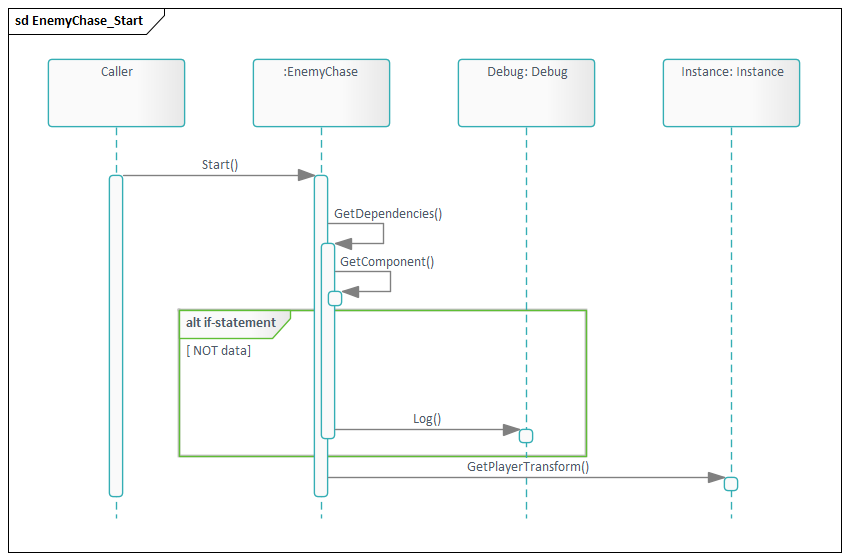 sd EnemyChase_Start
Caller
:EnemyChase
Debug: Debug
Instance: Instance
Start()
GetDependencies()
GetComponent()
alt if-statement
[ NOT data]
Log()
GetPlayerTransform()